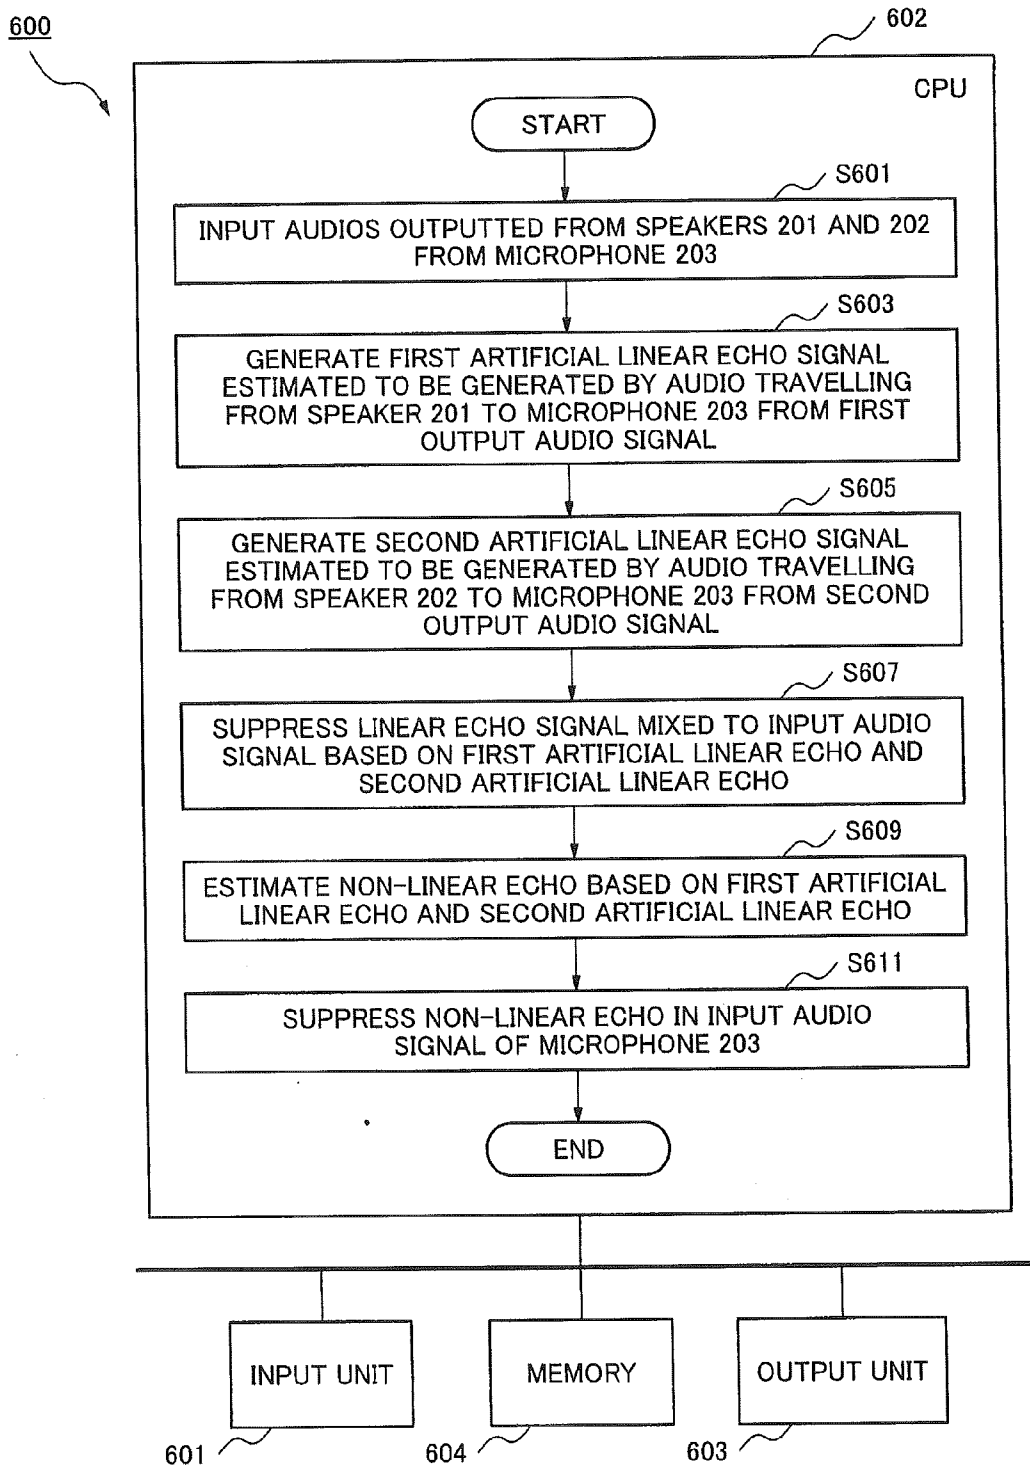 600
602
CPU
START
S601
INPUT AUDIOS OUTPUTTED FROM SPEAKERS 201 AND 202
FROM MICROPHONE 203
S603
GENERATE FIRST ARTIFICIAL LINEAR ECHO SIGNAL
ESTIMATED TO BE GENERATED BY AUDIO TRAVELLING
FROM SPEAKER 201 TO MICROPHONE 203 FROM FIRST
OUTPUT AUDIO SIGNAL
S605
GENERATE SECOND ARTIFICIAL LINEAR ECHO SIGNAL
ESTIMATED TO BE GENERATED BY AUDIO TRAVELLING
FROM SPEAKER 202 TO MICROPHONE 203 FROM SECOND
OUTPUT AUDIO SIGNAL
S607
SUPPRESS LINEAR ECHO SIGNAL MIXED TO INPUT AUDIO
SIGNAL BASED ON FIRST ARTIFICIAL LINEAR ECHO AND
SECOND ARTIFICIAL LINEAR ECHO
S609
ESTIMATE NON-LINEAR ECHO BASED ON FIRST ARTIFICIAL
LINEAR ECHO AND SECOND ARTIFICIAL LINEAR ECHO
S611
SUPPRESS NON-LINEAR ECHO IN INPUT AUDIO
SIGNAL OF MICROPHONE 203
END
INPUT UNIT
MEMORY
OUTPUT UNIT
601
604
603